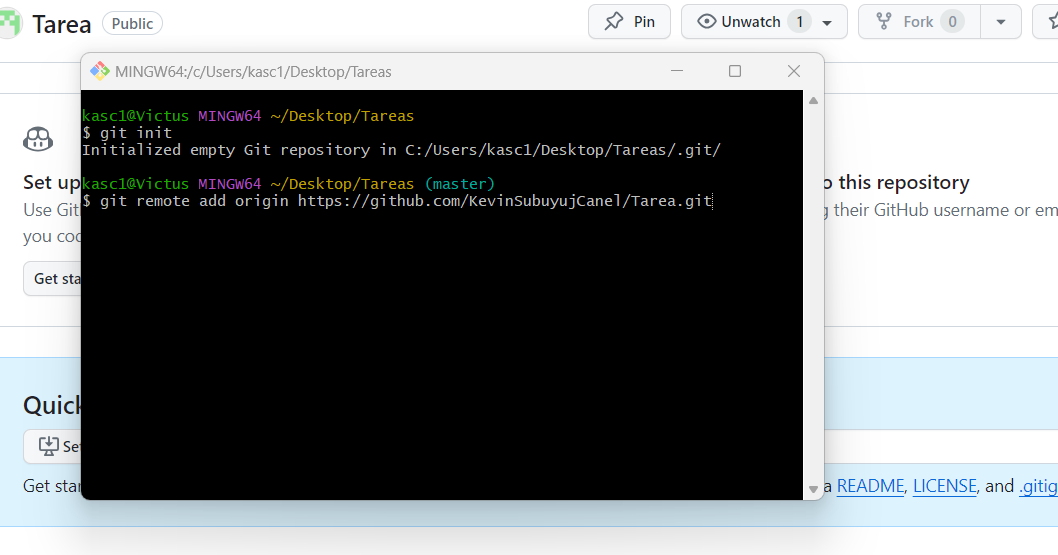 Tarea Public Pin Unwatch 1 Fork 0
MINGW64:/c/Users/kasc1/Desktop/Tareas
kasc1@Victus MINGW64 ~/Desktop/Tareas
$ git init
Initialized empty Git repository in C:/Users/kasc1/Desktop/Tareas/.git/
kasc1@Victus MINGW64 ~/Desktop/Tareas (master)
$ git remote add origin https://github.com/KevinSubuyujCanel/Tarea.git
Set up o this repository
Use Git g their GitHub username or em
you coo
Get sta
Quick
Se
Get star a README, LICENSE, and .gitig